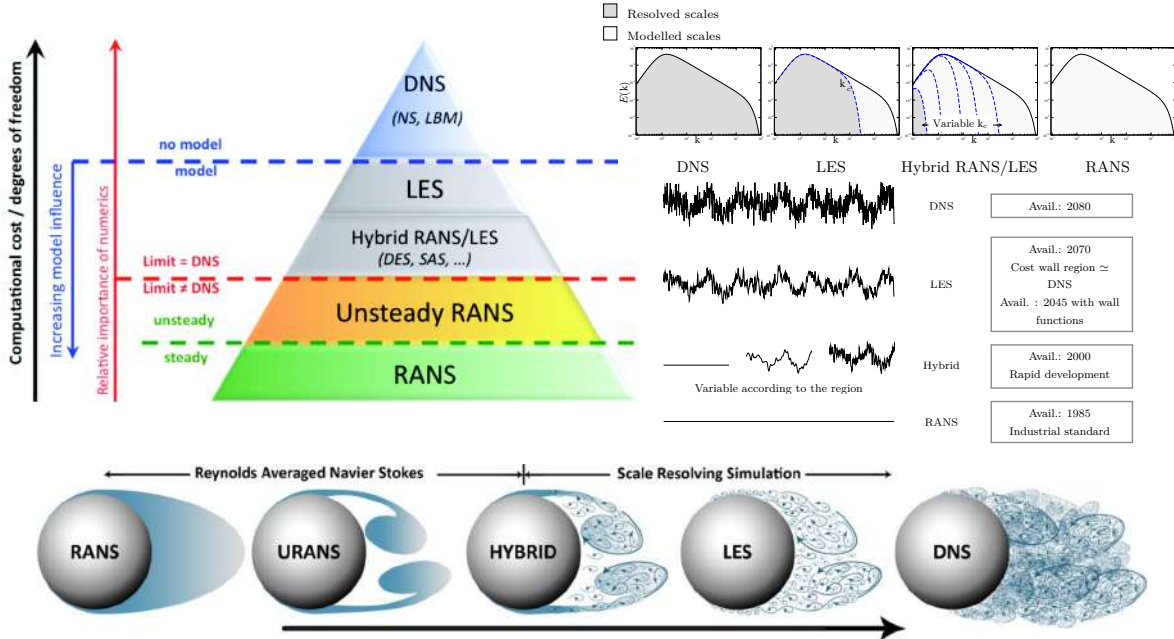 Computational cost / degrees of freedom
Increasing model influence
Relative importance of numerics
no model
model
Limit = DNS
Limit ≠ DNS
unsteady
steady
DNS
(NS, LBM)
LES
Hybrid RANS/LES
(DES, SAS, ...)
Unsteady RANS
RANS
Resolved scales
Modelled scales
E(k)
k
k_c
k
Variable k_c
k
k
DNS
LES
Hybrid RANS/LES
RANS
DNS
Avail.: 2080
LES
Avail.: 2070
Cost wall region ≃
DNS
Avail. : 2045 with wall
functions
Hybrid
Avail.: 2000
Rapid development
Variable according to the region
RANS
Avail.: 1985
Industrial standard
Reynolds Averaged Navier Stokes
Scale Resolving Simulation
RANS
URANS
HYBRID
LES
DNS